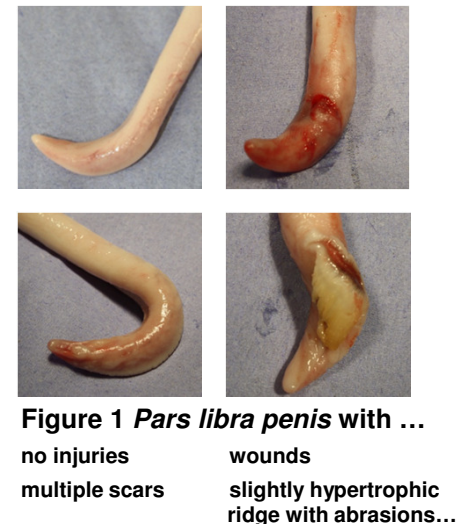 Figure 1 Pars libra penis with …
no injuries wounds
multiple scars slightly hypertrophic
ridge with abrasions…